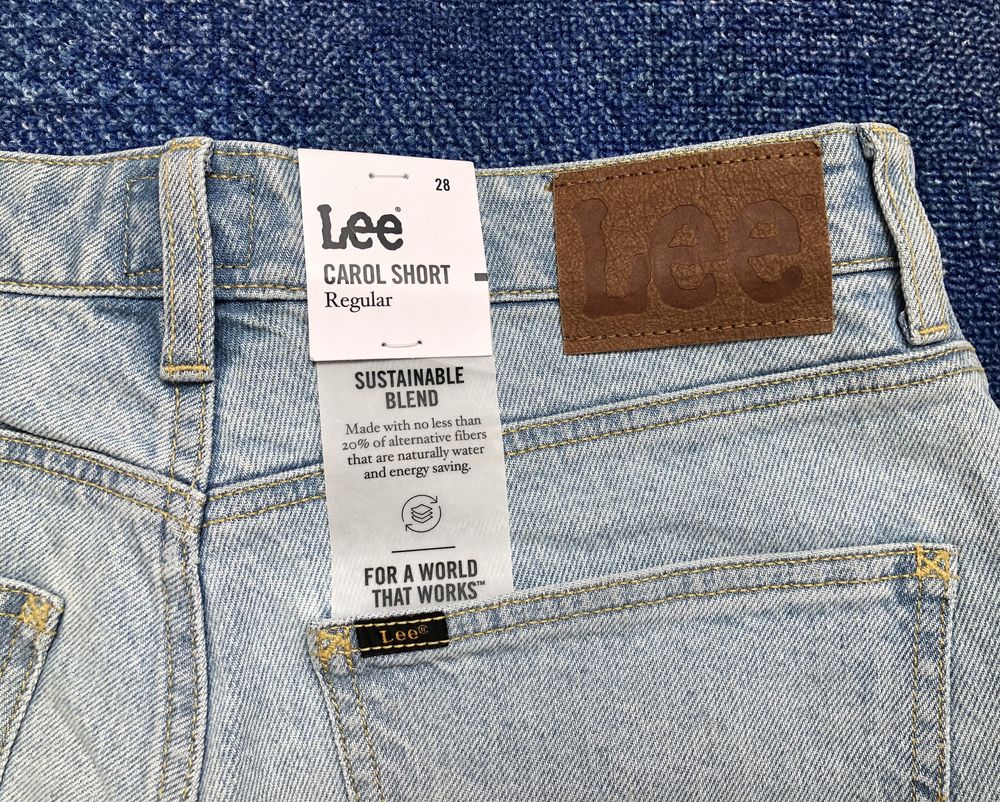 28
Lee®
CAROL SHORT
Regular
Lee®
SUSTAINABLE
BLEND
Made with no less than
20% of alternative fibers
that are naturally water
and energy saving.
FOR A WORLD
THAT WORKS™
Lee®